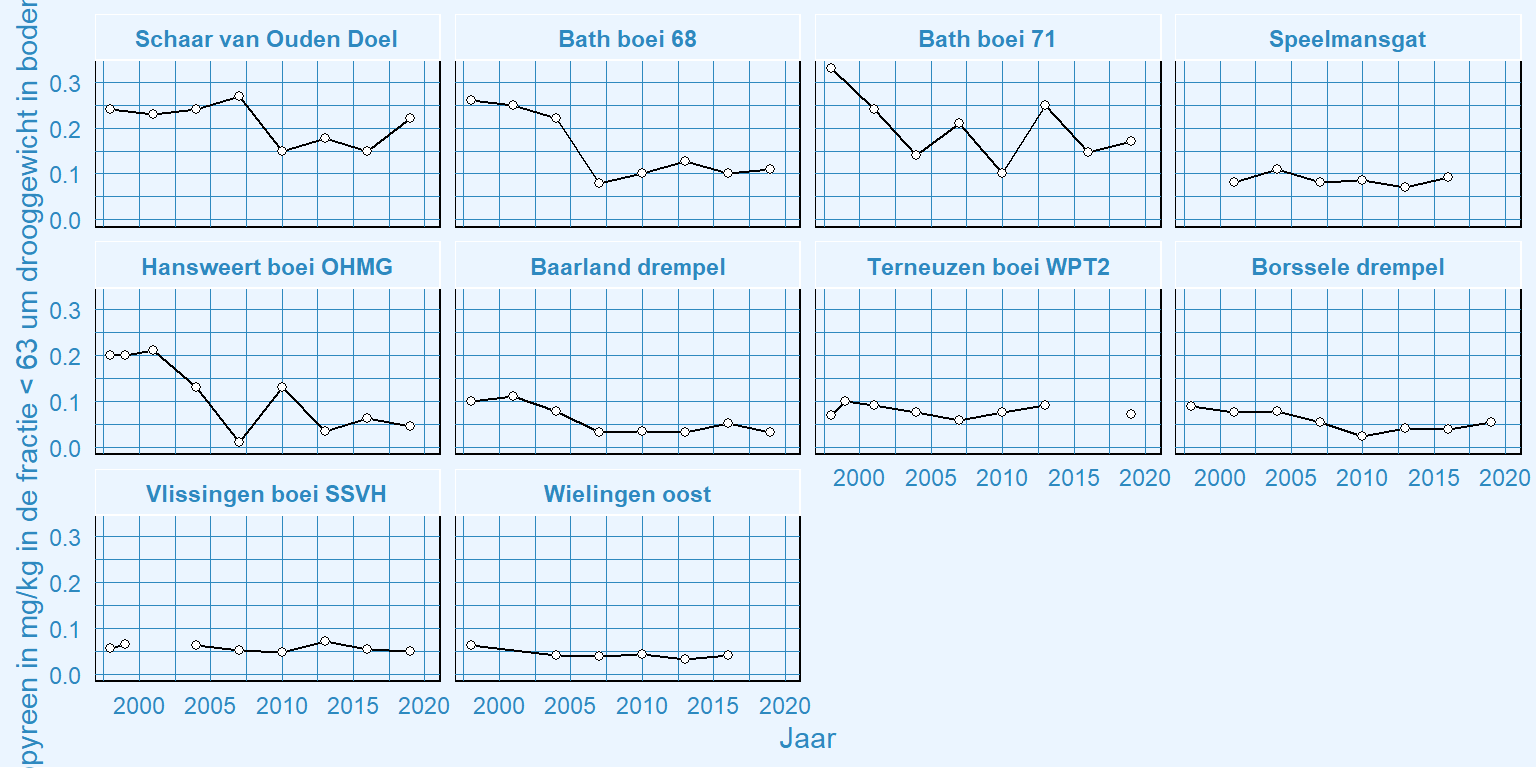 opyreen in mg/kg in de fractie < 63 um drooggewicht in boder
Schaar van Ouden Doel
Bath boei 68
Bath boei 71
Speelmansgat
0.3
0.2
0.1
0.0
Hansweert boei OHMG
Baarland drempel
Terneuzen boei WPT2
Borssele drempel
0.3
0.2
0.1
0.0
2000 2005 2010 2015 2020
2000 2005 2010 2015 2020
Vlissingen boei SSVH
Wielingen oost
0.3
0.2
0.1
0.0
2000 2005 2010 2015 2020
2000 2005 2010 2015 2020
Jaar